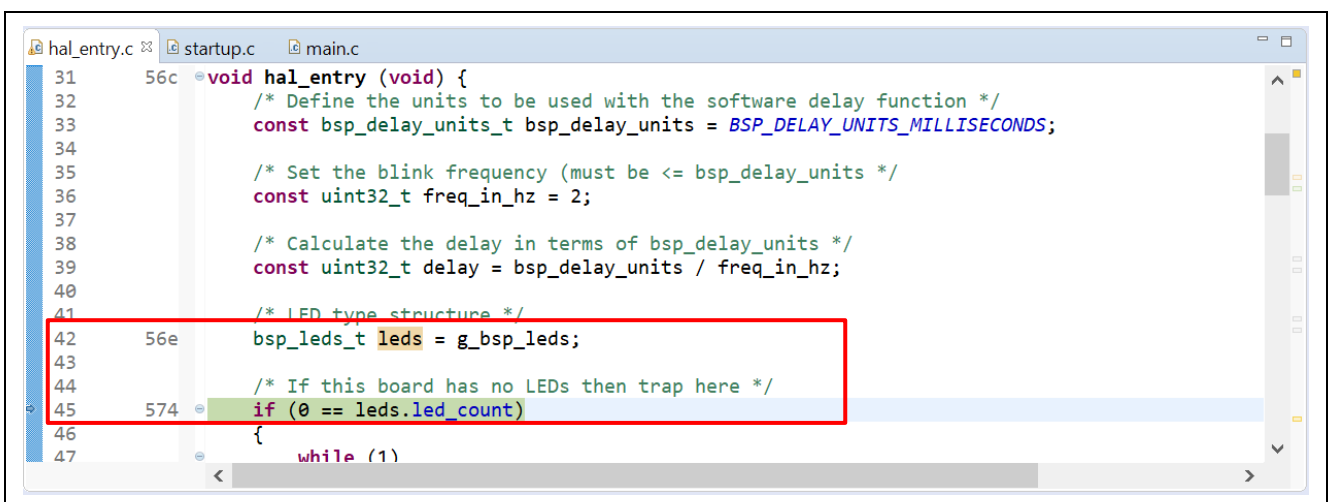 hal_entry.c startup.c main.c
31 56c void hal_entry (void) {
32 /* Define the units to be used with the software delay function */
33 const bsp_delay_units_t bsp_delay_units = BSP_DELAY_UNITS_MILLISECONDS;
34
35 /* Set the blink frequency (must be <= bsp_delay_units */
36 const uint32_t freq_in_hz = 2;
37
38 /* Calculate the delay in terms of bsp_delay_units */
39 const uint32_t delay = bsp_delay_units / freq_in_hz;
40
41 /* LED type structure */
42 56e bsp_leds_t leds = g_bsp_leds;
43
44 /* If this board has no LEDs then trap here */
45 574 if (0 == leds.led_count)
46 {
47 while (1)